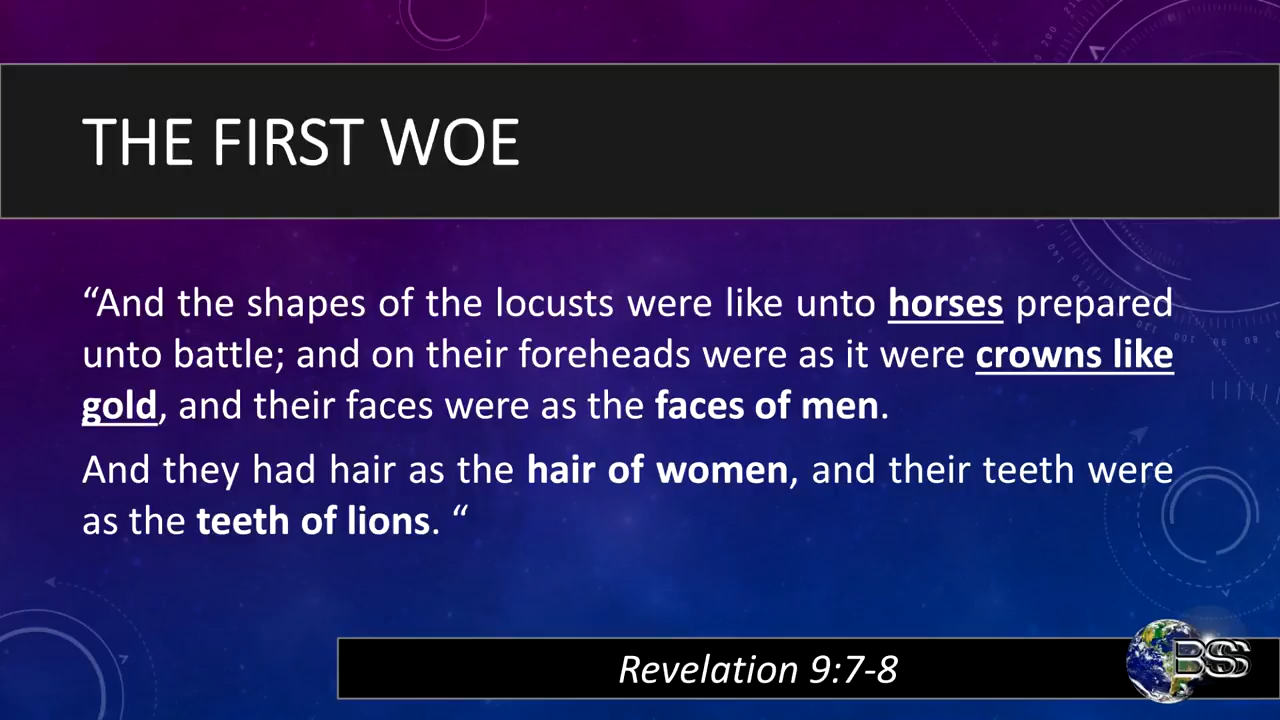 THE FIRST WOE
“And the shapes of the locusts were like unto horses prepared
unto battle; and on their foreheads were as it were crowns like
gold, and their faces were as the faces of men.
And they had hair as the hair of women, and their teeth were
as the teeth of lions. “
Revelation 9:7-8
BSS